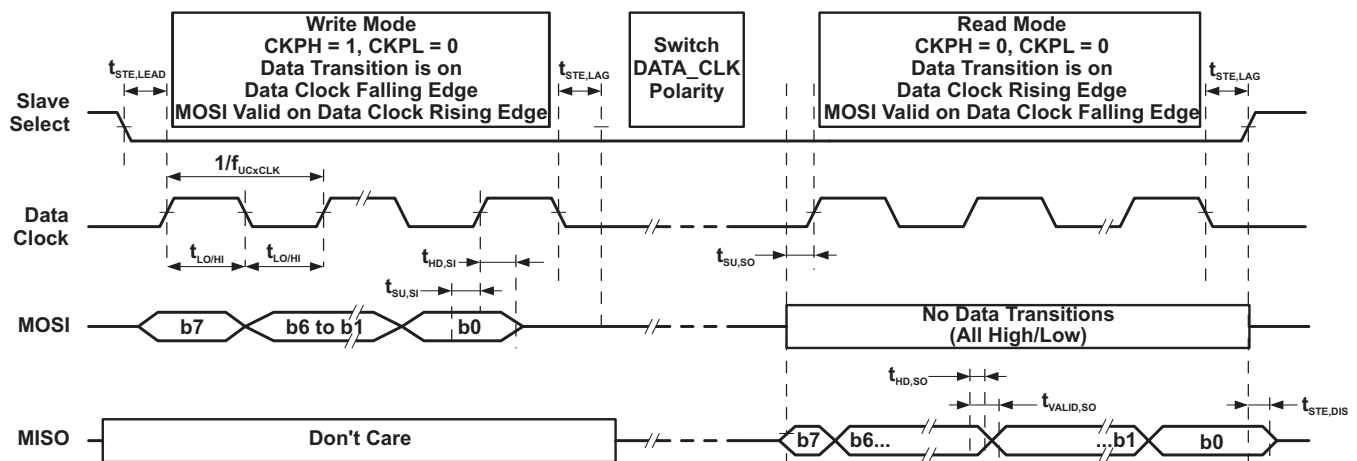 Write Mode
CKPH = 1, CKPL = 0
Data Transition is on
Data Clock Falling Edge
MOSI Valid on Data Clock Rising Edge
Switch
DATA_CLK
Polarity
Read Mode
CKPH = 0, CKPL = 0
Data Transition is on
Data Clock Rising Edge
MOSI Valid on Data Clock Falling Edge
tSTE,LEAD
tSTE,LAG
tSTE,LAG
Slave
Select
1/fUCxCLK
Data
Clock
tLO/HI tLO/HI
tHD,SI
tSU,SI
tSU,SO
MOSI
b7 b6 to b1 b0
No Data Transitions
(All High/Low)
tHD,SO
tVALID,SO
tSTE,DIS
MISO
Don't Care
b7 b6... ...b1 b0